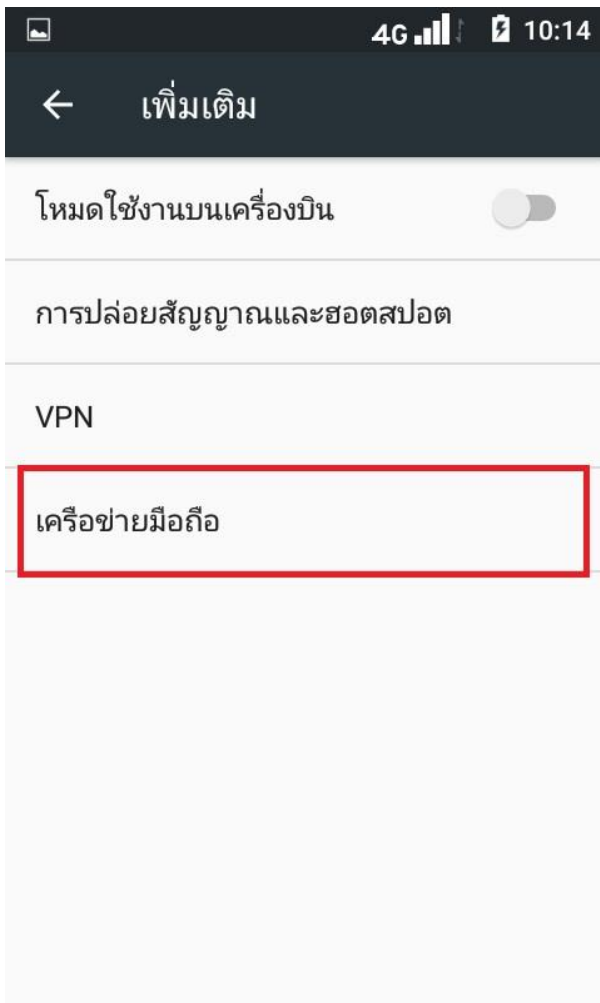 4G 10:14
เพิ่มเติม
โหมดใช้งานบนเครื่องบิน
การปล่อยสัญญาณและฮอตสปอต
VPN
เครือข่ายมือถือ